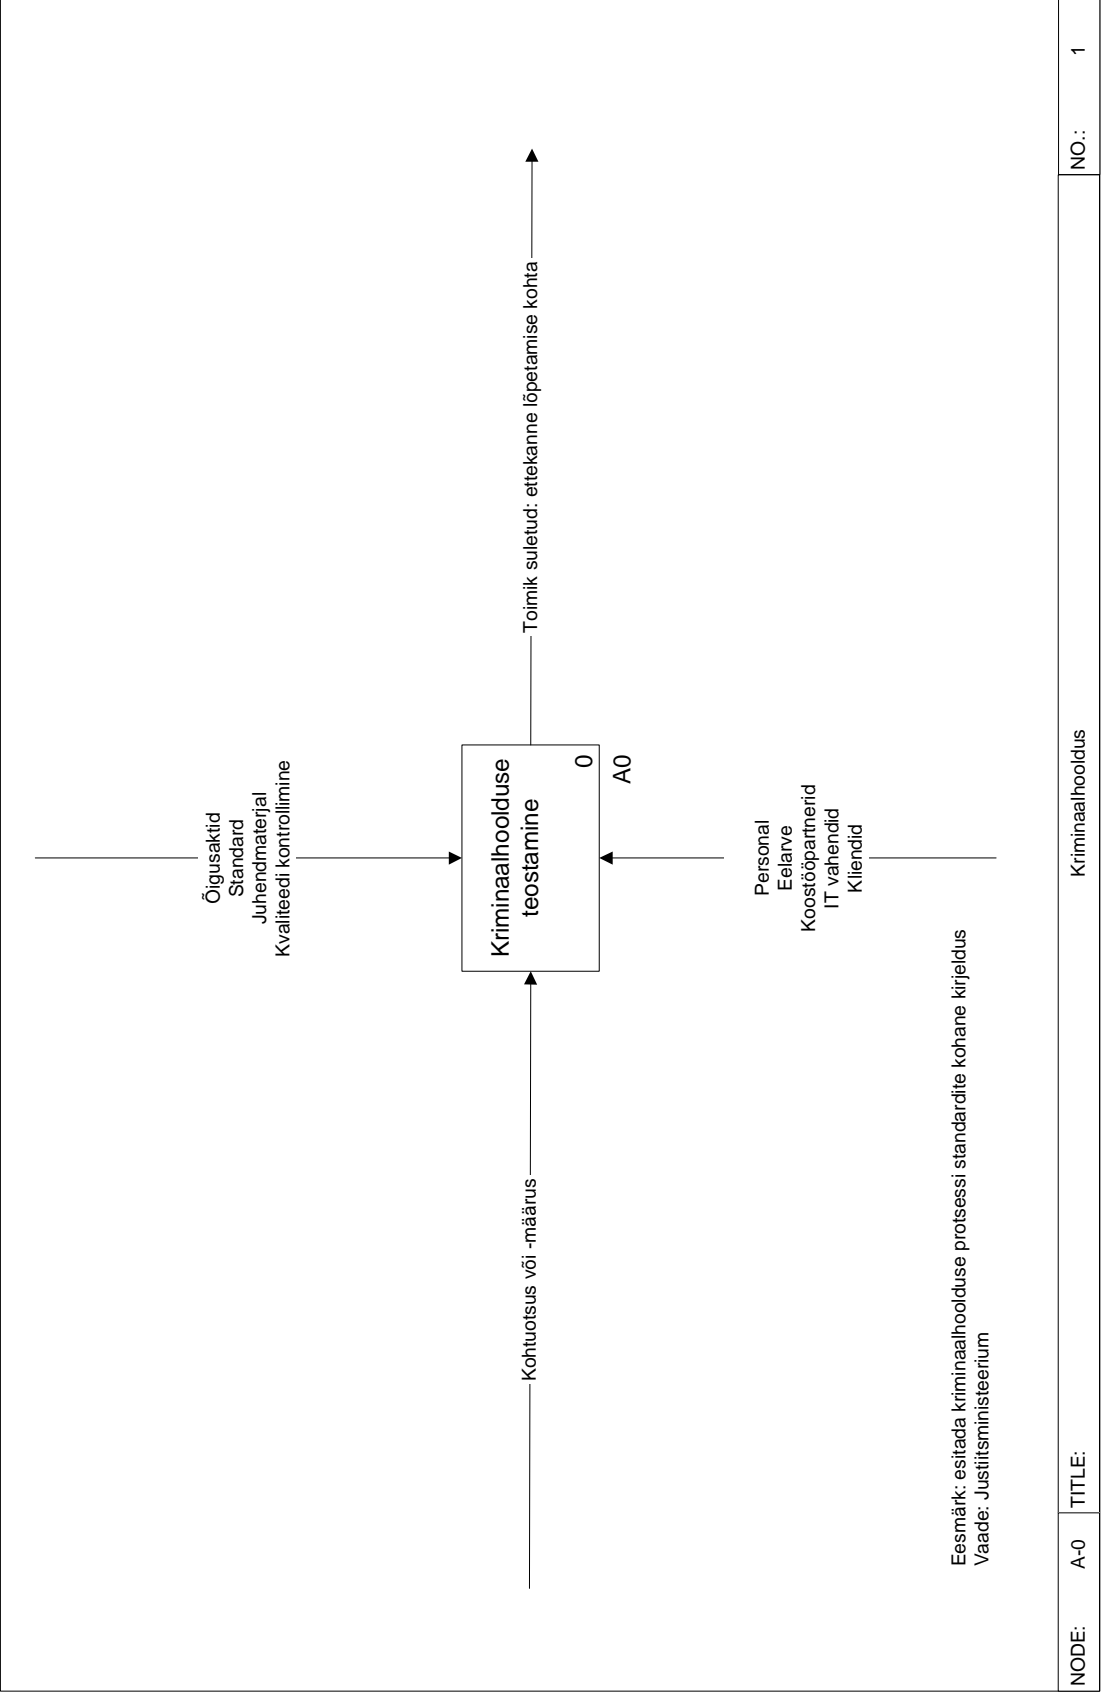 Õigusaktid
Standard
Juhendmaterjal
Kvaliteedi kontrollimine
Kohtuotsus või -määrus
Kriminaalhoolduse
teostamine
0
A0
Toimik suletud: ettekanne lõpetamise kohta
Personal
Eelarve
Koostööpartnerid
IT vahendid
Kliendid
Eesmärk: esitada kriminaalhoolduse protsessi standardite kohane kirjeldus
Vaade: Justiitsministeerium
NODE: A-0 TITLE: Kriminaalhooldus NO.: 1